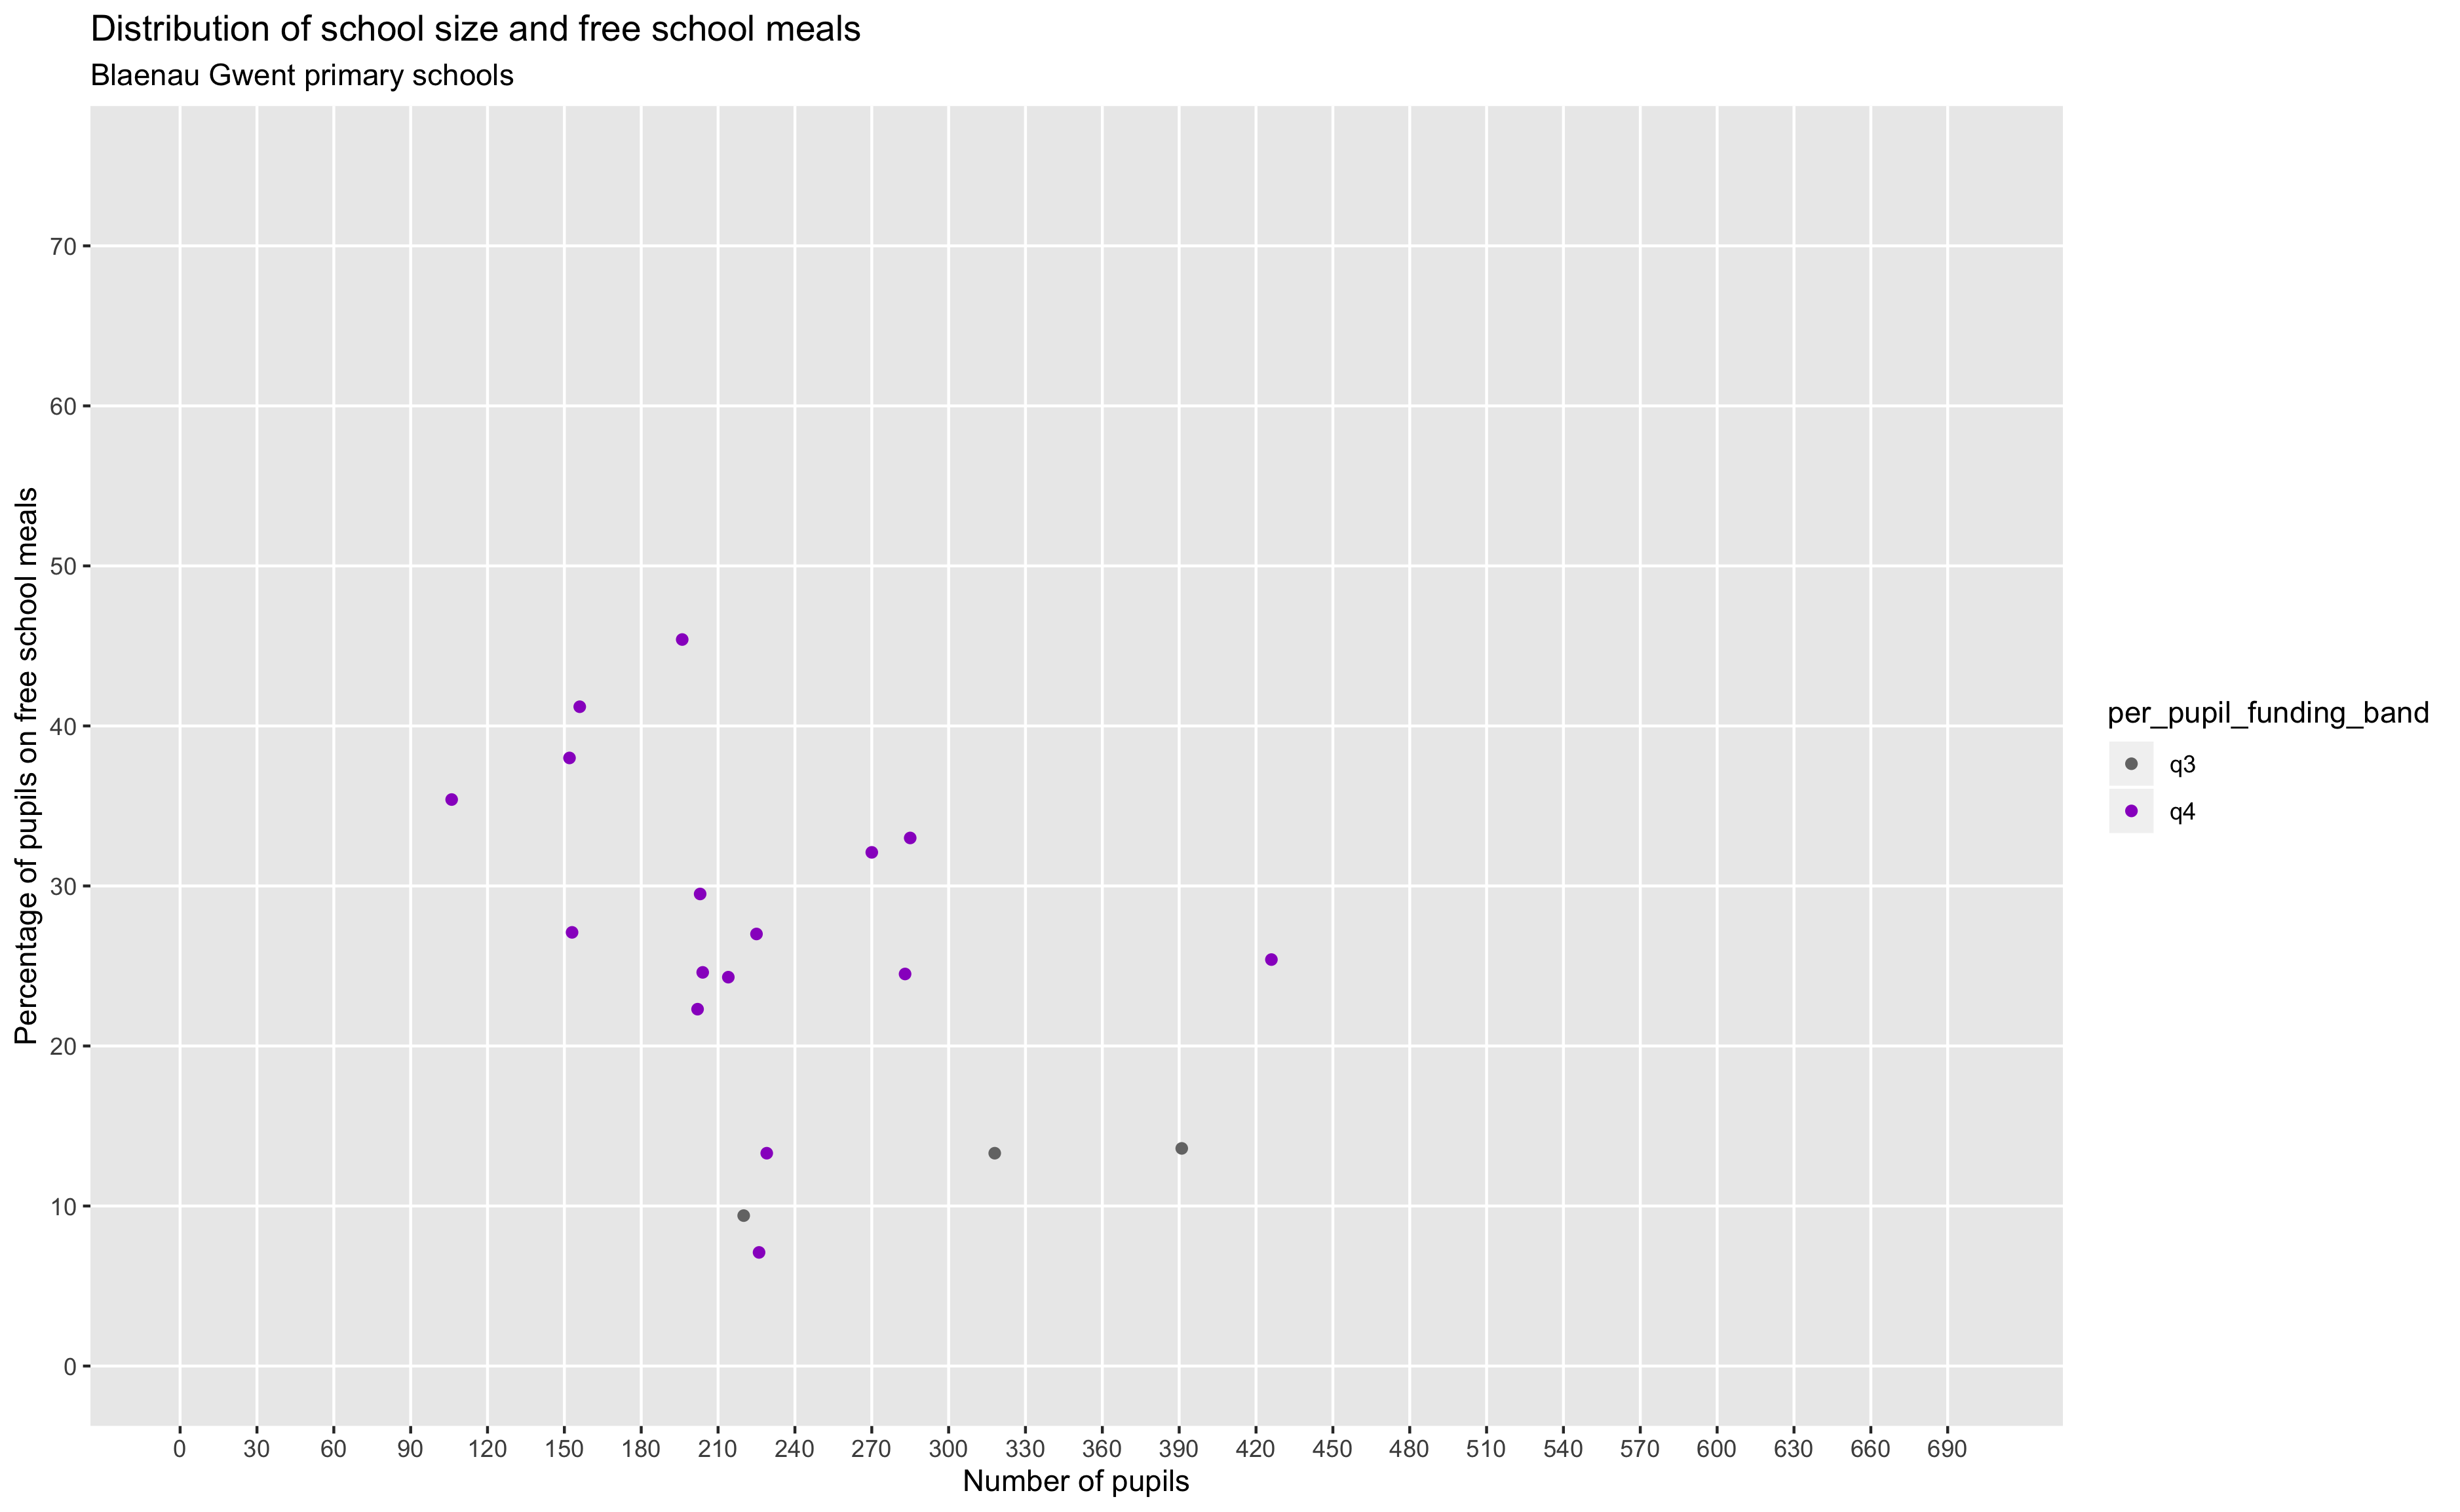 Distribution of school size and free school meals
Blaenau Gwent primary schools
Percentage of pupils on free school meals
70
60
50
40
30
20
10
0
0 30 60 90 120 150 180 210 240 270 300 330 360 390 420 450 480 510 540 570 600 630 660 690
Number of pupils
per_pupil_funding_band
q3
q4